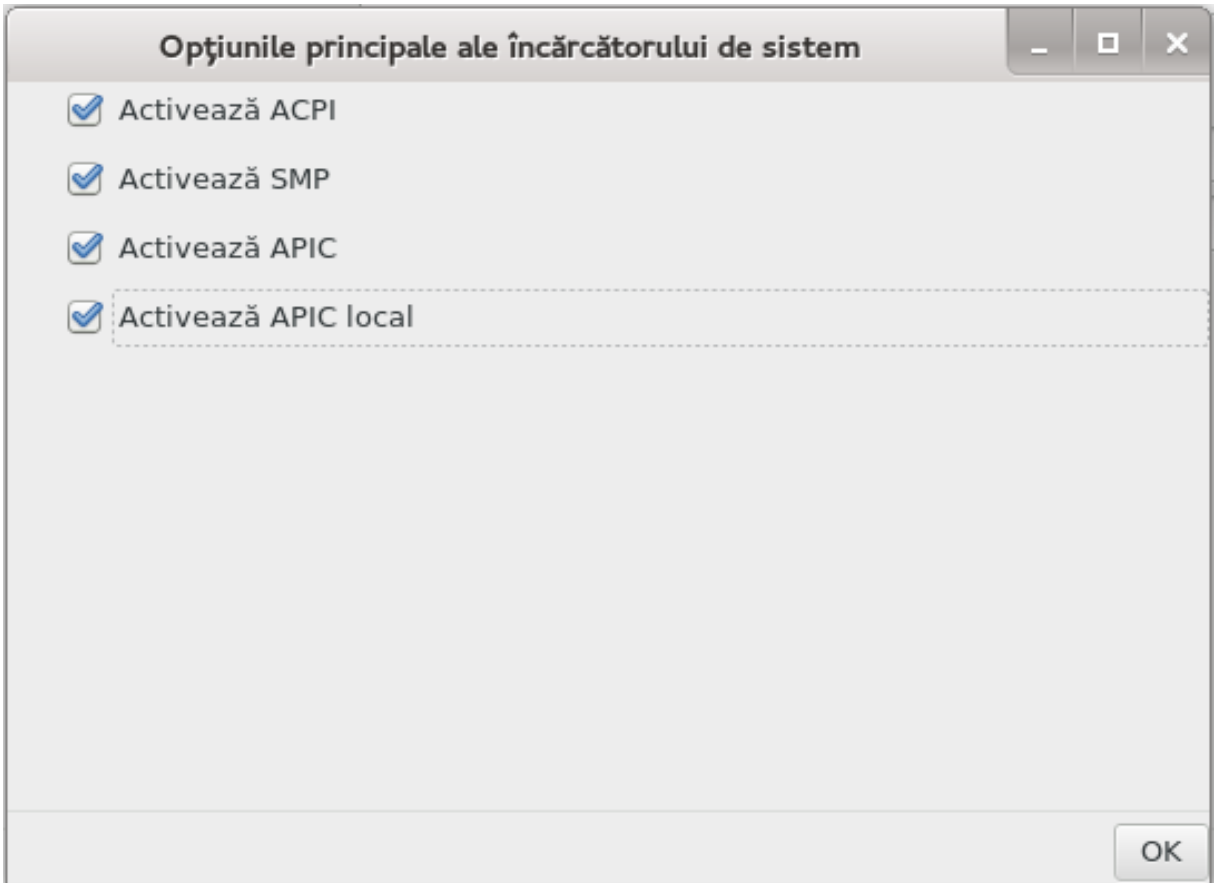 Opţiunile principale ale încărcătorului de sistem
Activează ACPI
Activează SMP
Activează APIC
Activează APIC local
OK